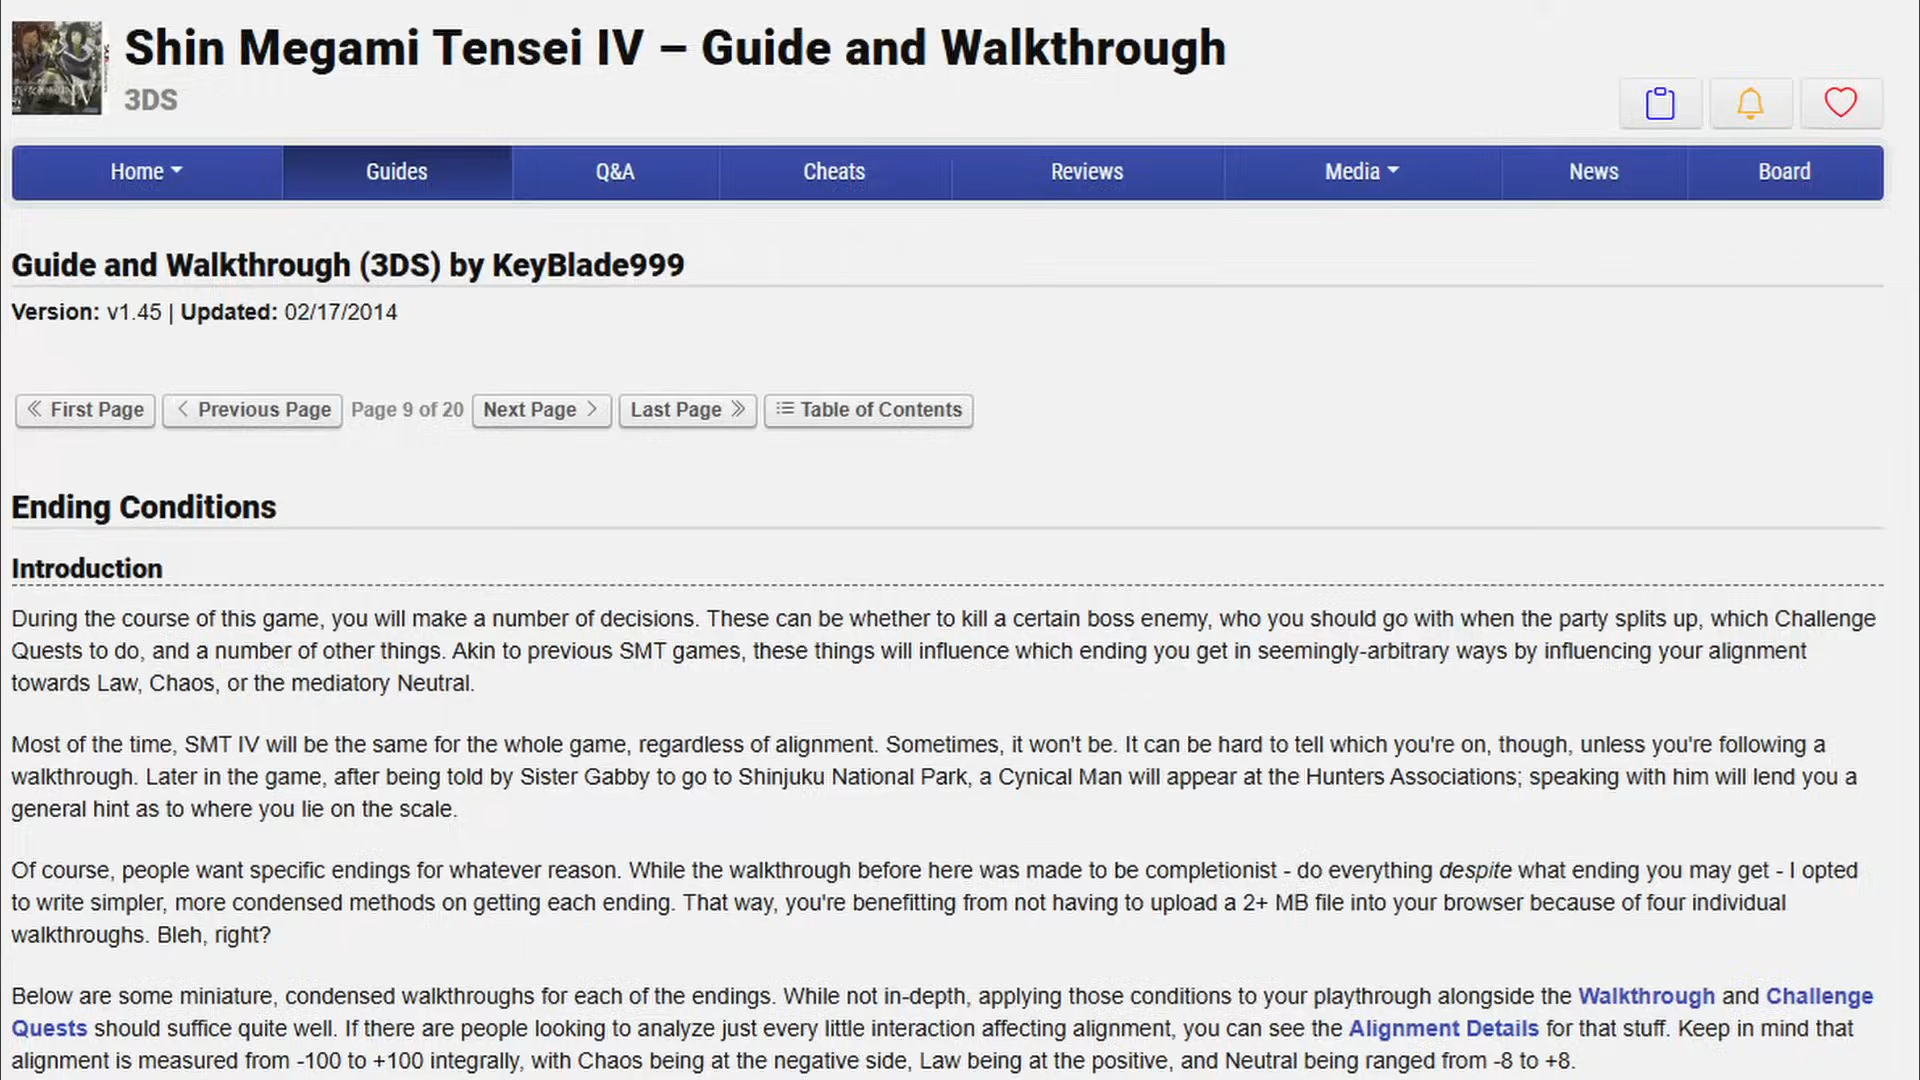 Shin Megami Tensei IV – Guide and Walkthrough
3DS
Home
Guides
Q&A
Cheats
Reviews
Media
News
Board
Guide and Walkthrough (3DS) by KeyBlade999
Version: v1.45 | Updated: 02/17/2014
First Page
Previous Page
Page 9 of 20
Next Page
Last Page
Table of Contents
Ending Conditions
Introduction
During the course of this game, you will make a number of decisions. These can be whether to kill a certain boss enemy, who you should go with when the party splits up, which Challenge
Quests to do, and a number of other things. Akin to previous SMT games, these things will influence which ending you get in seemingly-arbitrary ways by influencing your alignment
towards Law, Chaos, or the mediatory Neutral.
Most of the time, SMT IV will be the same for the whole game, regardless of alignment. Sometimes, it won't be. It can be hard to tell which you're on, though, unless you're following a
walkthrough. Later in the game, after being told by Sister Gabby to go to Shinjuku National Park, a Cynical Man will appear at the Hunters Associations; speaking with him will lend you a
general hint as to where you lie on the scale.
Of course, people want specific endings for whatever reason. While the walkthrough before here was made to be completionist - do everything despite what ending you may get - I opted
to write simpler, more condensed methods on getting each ending. That way, you're benefitting from not having to upload a 2+ MB file into your browser because of four individual
walkthroughs. Bleh, right?
Below are some miniature, condensed walkthroughs for each of the endings. While not in-depth, applying those conditions to your playthrough alongside the Walkthrough and Challenge
Quests should suffice quite well. If there are people looking to analyze just every little interaction affecting alignment, you can see the Alignment Details for that stuff. Keep in mind that
alignment is measured from -100 to +100 integrally, with Chaos being at the negative side, Law being at the positive, and Neutral being ranged from -8 to +8.